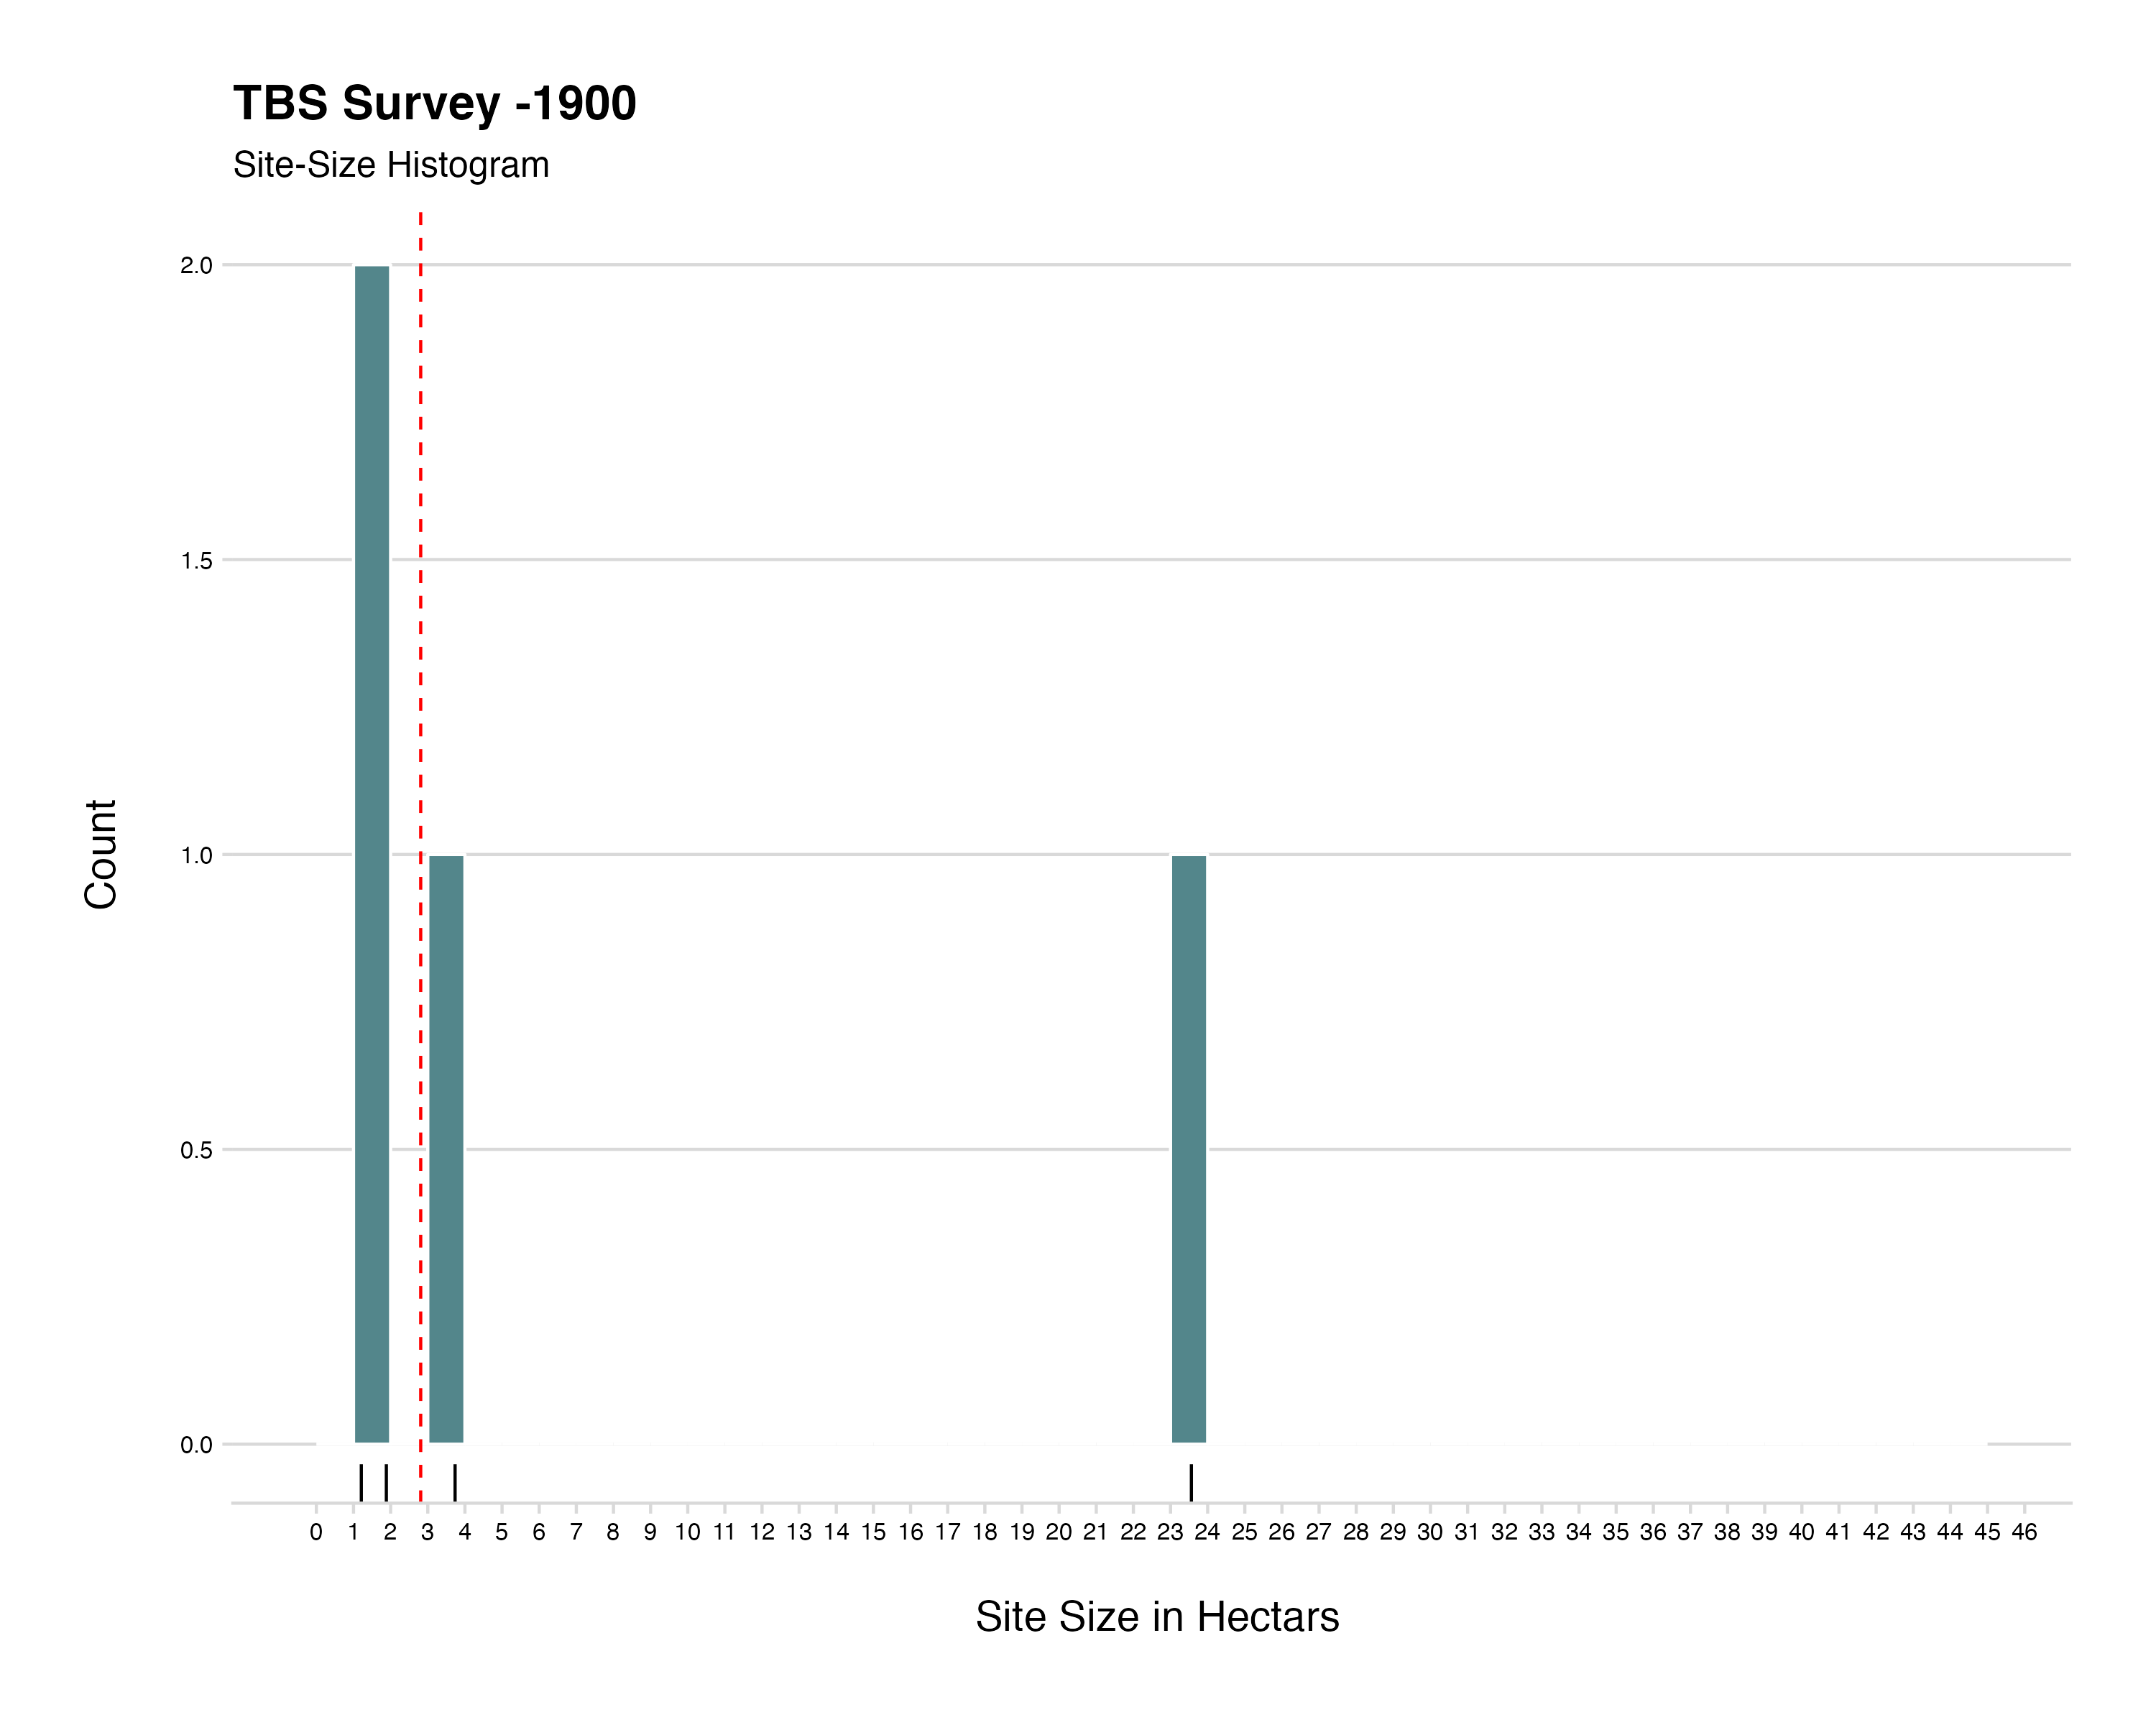 TBS Survey -1900
Site-Size Histogram
2.0
1.5
1.0
0.5
0.0
Count
0 1 2 3 4 5 6 7 8 9 10 11 12 13 14 15 16 17 18 19 20 21 22 23 24 25 26 27 28 29 30 31 32 33 34 35 36 37 38 39 40 41 42 43 44 45 46
Site Size in Hectars